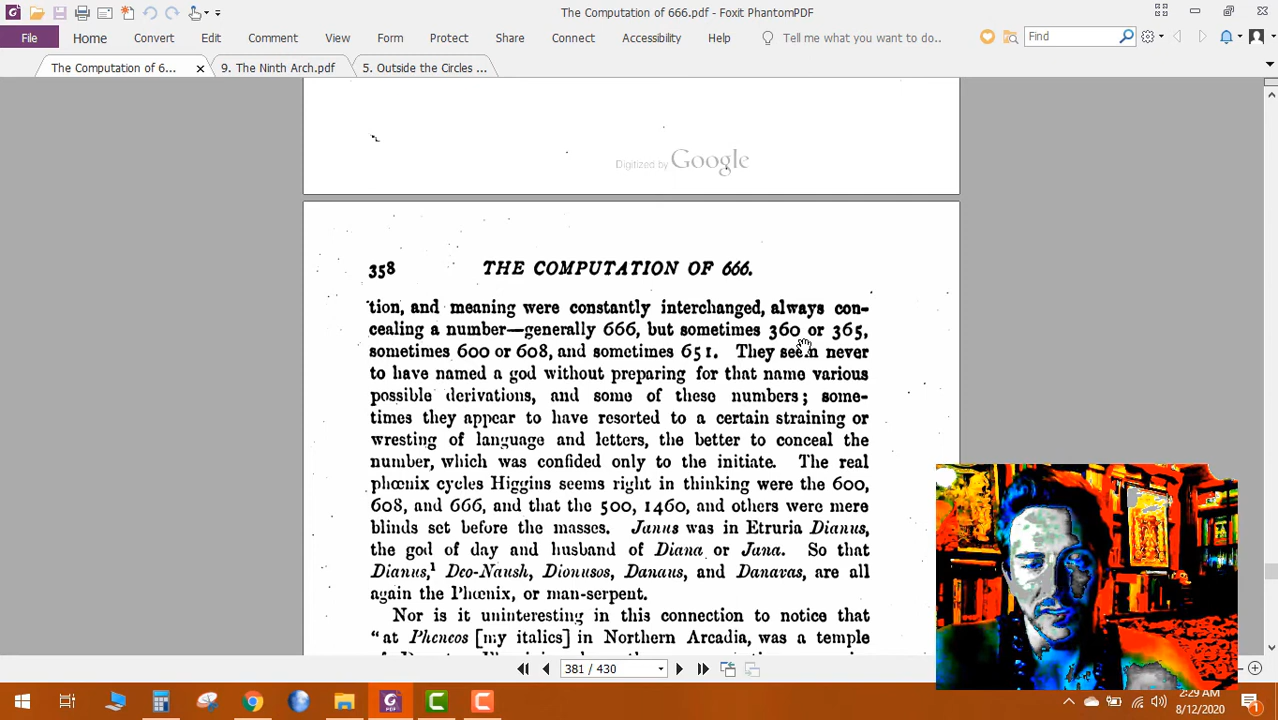 The Computation of 666.pdf - Foxit PhantomPDF
File Home Convert Edit Comment View Form Protect Share Connect Accessibility Help Tell me what you want to do.. Find
The Computation of 6... 9. The Ninth Arch.pdf 5. Outside the Circles ...
Digitized by Google
358 THE COMPUTATION OF 666.
tion, and meaning were constantly interchanged, always con-
cealing a number—generally 666, but sometimes 360 or 365,
sometimes 600 or 608, and sometimes 651. They seem never
to have named a god without preparing for that name various
possible derivations, and some of these numbers; some-
times they appear to have resorted to a certain straining or
wresting of language and letters, the better to conceal the
number, which was confided only to the initiate. The real
phœnix cycles Higgins seems right in thinking were the 600,
608, and 666, and that the 500, 1460, and others were mere
blinds set before the masses. Janus was in Etruria Dianus,
the god of day and husband of Diana or Jana. So that
Dianus,¹ Deo-Naush, Dionusos, Danaus, and Danavas, are all
again the Phœnix, or man-serpent.
Nor is it uninteresting in this connection to notice that
"at Pheneos [my italics] in Northern Arcadia, was a temple
381 / 430
2:29 AM
8/12/2020